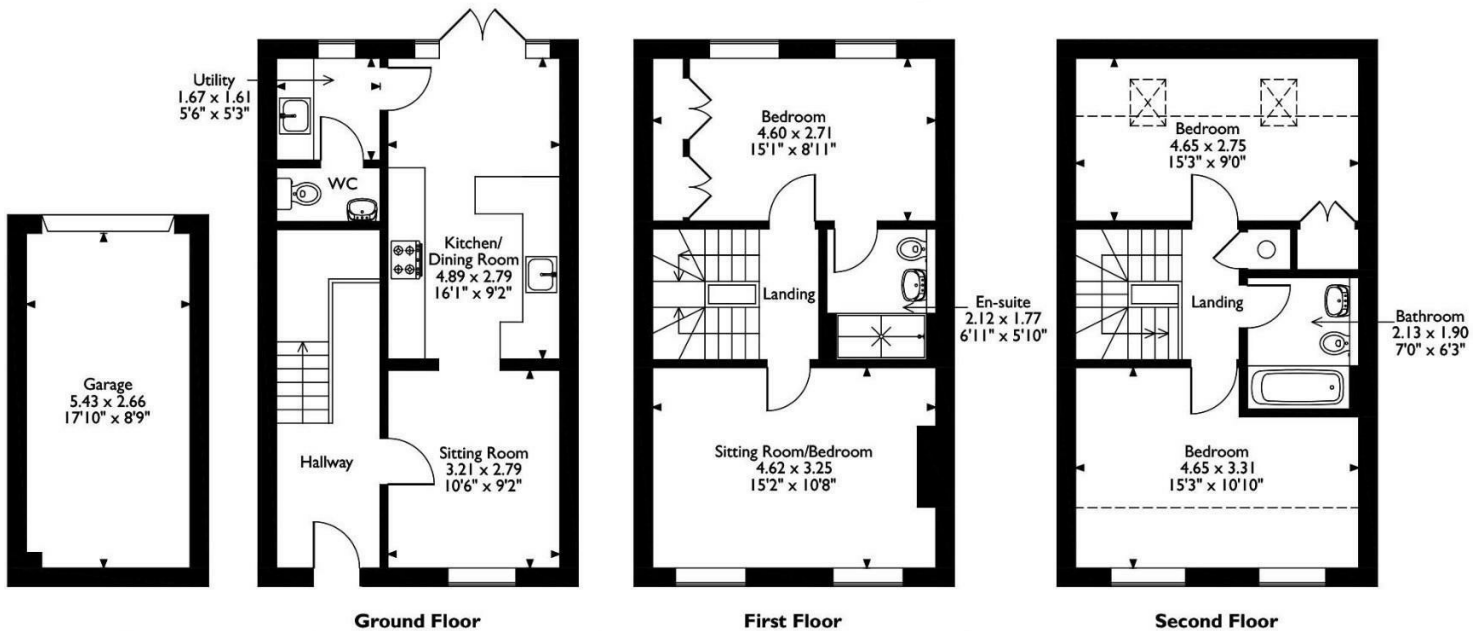 Garage
5.43 x 2.66
17'10" x 8'9"
Utility
1.67 x 1.61
5'6" x 5'3"
WC
Kitchen/
Dining Room
4.89 x 2.79
16'1" x 9'2"
Hallway
Sitting Room
3.21 x 2.79
10'6" x 9'2"
Ground Floor
Bedroom
4.60 x 2.71
15'1" x 8'11"
Landing
En-suite
2.12 x 1.77
6'11" x 5'10"
Sitting Room/Bedroom
4.62 x 3.25
15'2" x 10'8"
First Floor
Bedroom
4.65 x 2.75
15'3" x 9'0"
Landing
Bathroom
2.13 x 1.90
7'0" x 6'3"
Bedroom
4.65 x 3.31
15'3" x 10'10"
Second Floor